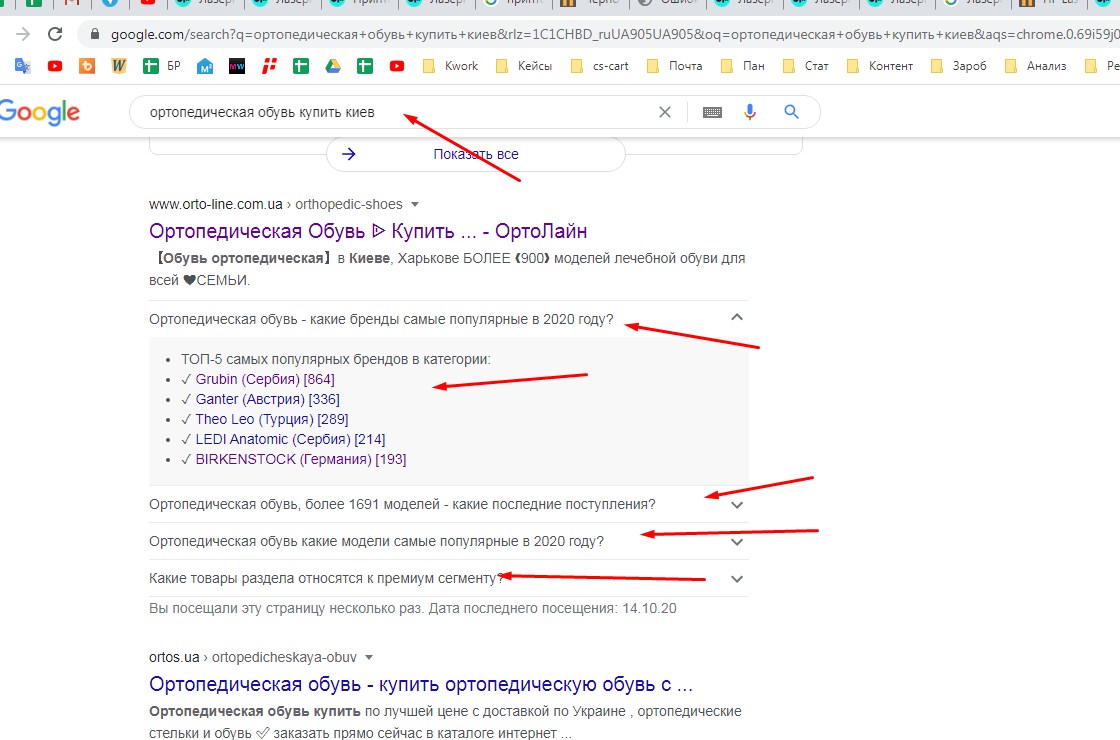 google.com/search?q=ортопедическая+обувь+купить+киев&rlz=1C1CHBD_ruUA905UA905&oq=ортопедическая+обувь+купить+киев&aqs=chrome.0.69i59j0
БР Kwork Кейсы cs-cart Почта Пан Стат Контент Зароб Анализ Ре
Google ортопедическая обувь купить киев
Показать все
www.orto-line.com.ua › orthopedic-shoes
Ортопедическая Обувь ᐈ Купить ... - ОртоЛайн
【Обувь ортопедическая】в Киеве, Харькове БОЛЕЕ ❰900❱ моделей лечебной обуви для
всей ❤СЕМЬИ.
Ортопедическая обувь - какие бренды самые популярные в 2020 году?
• ТОП-5 самых популярных брендов в категории:
• ✓ Grubin (Сербия) [864]
• ✓ Ganter (Австрия) [336]
• ✓ Theo Leo (Турция) [289]
• ✓ LEDI Anatomic (Сербия) [214]
• ✓ BIRKENSTOCK (Германия) [193]
Ортопедическая обувь, более 1691 моделей - какие последние поступления?
Ортопедическая обувь какие модели самые популярные в 2020 году?
Какие товары раздела относятся к премиум сегменту?
Вы посещали эту страницу несколько раз. Дата последнего посещения: 14.10.20
ortos.ua › ortopedicheskaya-obuv
Ортопедическая обувь - купить ортопедическую обувь с ...
Ортопедическая обувь купить по лучшей цене с доставкой по Украине , ортопедические
стельки и обувь ✅ заказать прямо сейчас в каталоге интернет ...